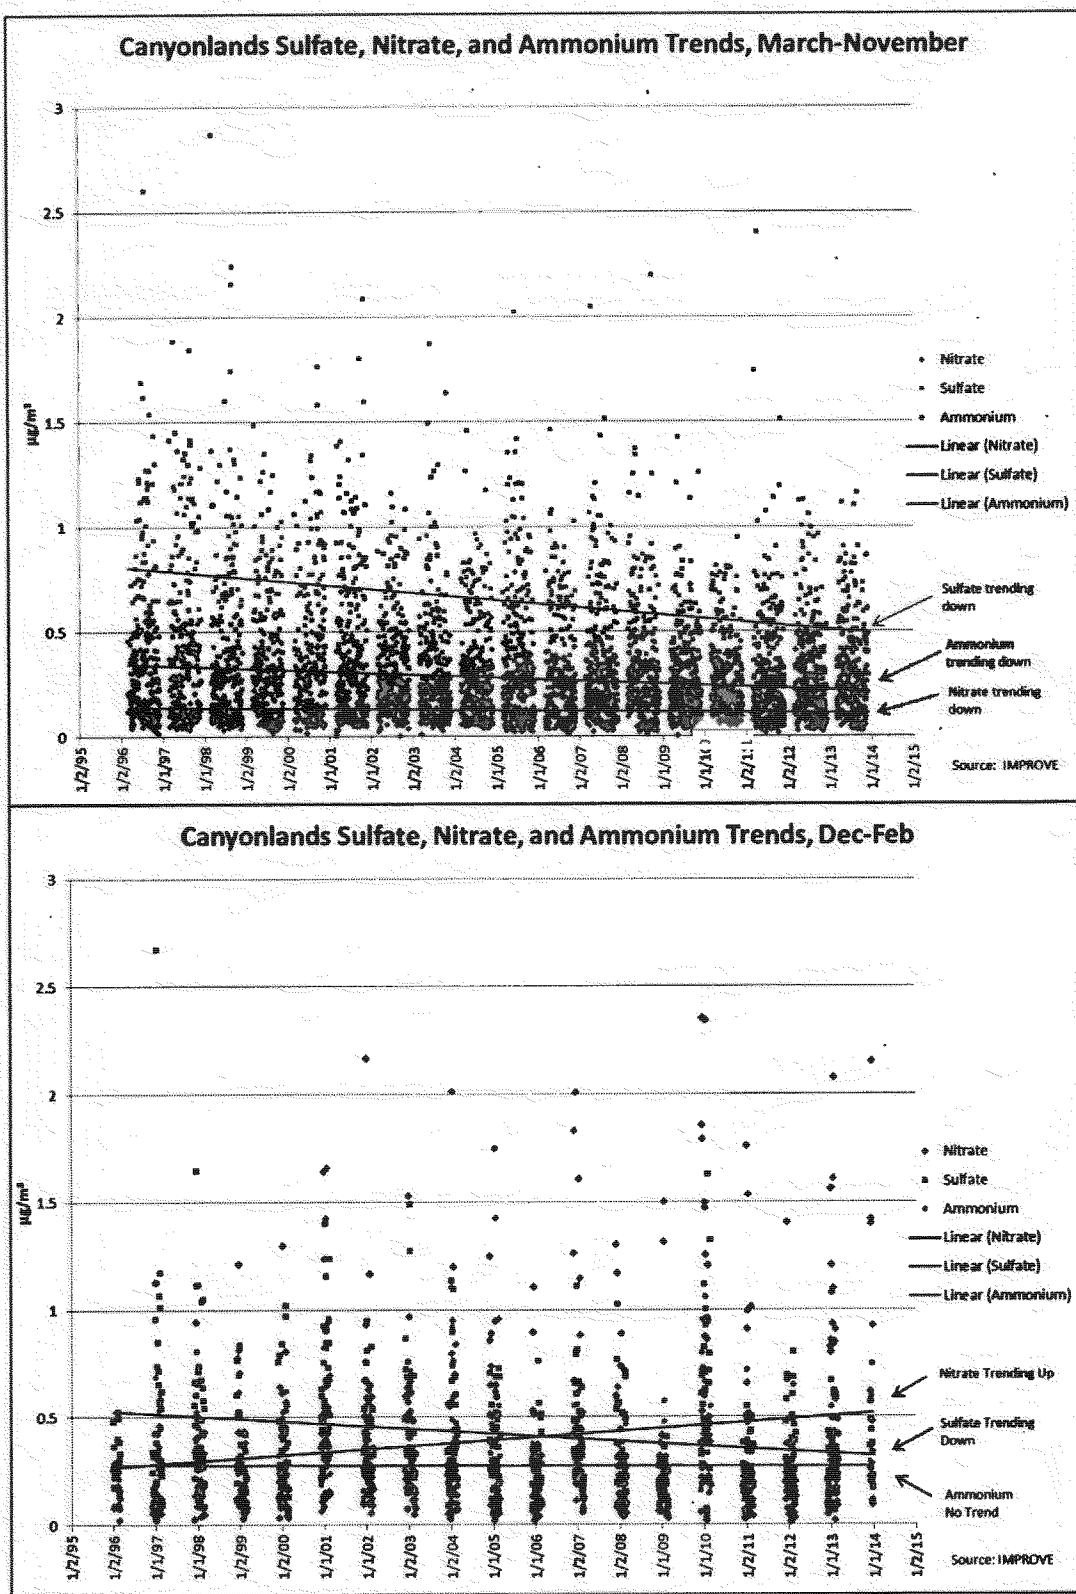 Canyonlands Sulfate, Nitrate, and Ammonium Trends, March-November
3
2.5
2
1.5
1
0.5
0
µg/m³
Nitrate
Sulfate
Ammonium
Linear (Nitrate)
Linear (Sulfate)
Linear (Ammonium)
Sulfate trending
down
Ammonium
trending down
Nitrate trending
down
1/2/95
1/2/96
1/1/97
1/1/98
1/2/99
1/2/00
1/1/01
1/2/02
1/2/03
1/2/04
1/1/05
1/1/06
1/2/07
1/2/08
1/1/09
1/2/12
1/1/13
1/1/14
1/2/15
Source: IMPROVE
Canyonlands Sulfate, Nitrate, and Ammonium Trends, Dec-Feb
3
2.5
2
1.5
1
0.5
0
µg/m³
Nitrate
Sulfate
Ammonium
Linear (Nitrate)
Linear (Sulfate)
Linear (Ammonium)
Nitrate Trending Up
Sulfate Trending
Down
Ammonium
No Trend
1/2/95
1/2/96
1/1/97
1/1/98
1/2/99
1/2/00
1/1/01
1/2/02
1/2/03
1/2/04
1/1/05
1/1/06
1/2/07
1/2/08
1/1/09
1/1/10
1/2/11
1/2/12
1/1/13
1/1/14
1/2/15
Source: IMPROVE